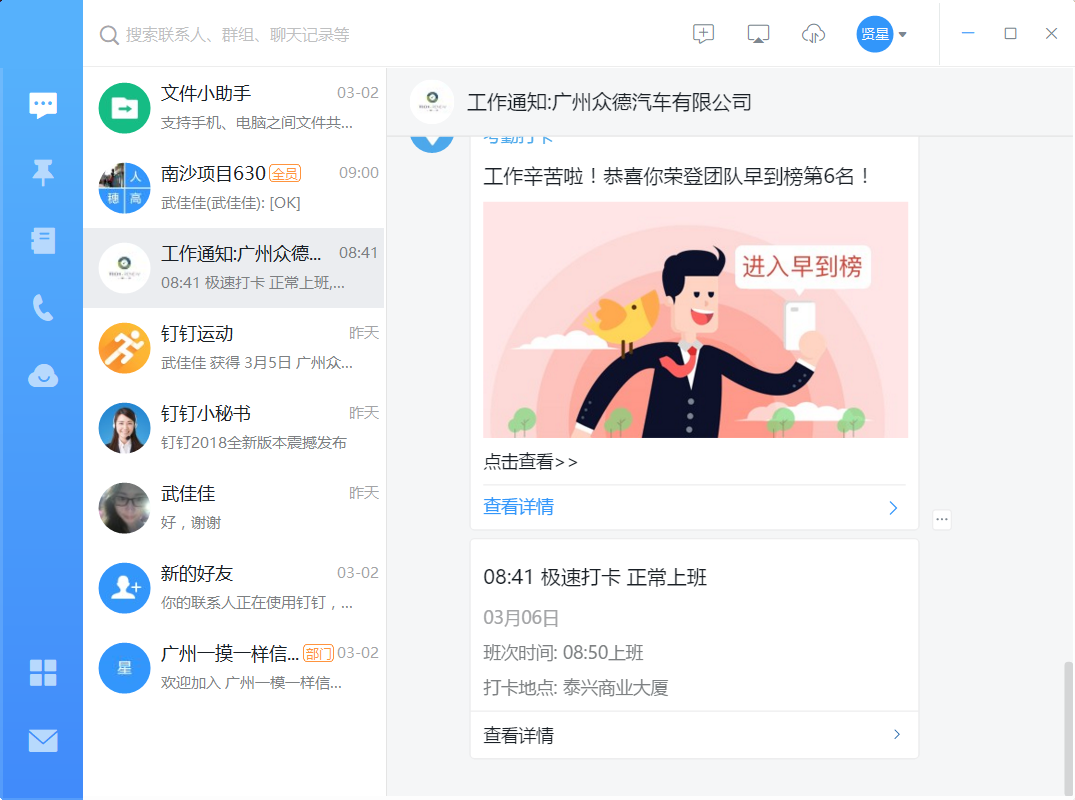 搜索联系人、群组、聊天记录等
贤星
文件小助手 03-02
支持手机、电脑之间文件共...
人
穗 高
南沙项目630 全员 09:00
武佳佳(武佳佳): [OK]
工作通知:广州众德... 08:41
08:41 极速打卡 正常上班,...
钉钉运动 昨天
武佳佳 获得 3月5日 广州众...
钉钉小秘书 昨天
钉钉2018全新版本震撼发布
武佳佳 昨天
好，谢谢
新的好友 03-02
你的联系人正在使用钉钉，...
星
广州一摸一样信... 部门 03-02
欢迎加入 广州一模一样信...
工作通知:广州众德汽车有限公司
考勤打卡
工作辛苦啦！恭喜你荣登团队早到榜第6名！
进入早到榜
点击查看>>
查看详情
08:41 极速打卡 正常上班
03月06日
班次时间: 08:50上班
打卡地点: 泰兴商业大厦
查看详情